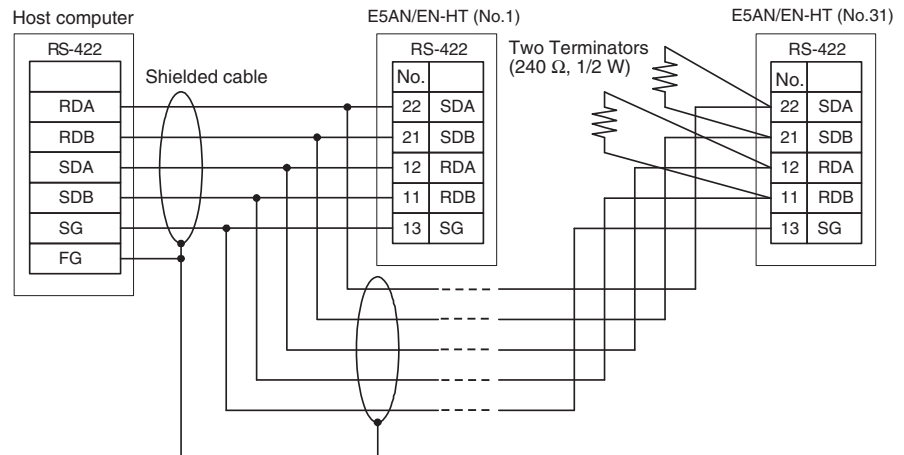 Host computer
RS-422
RDA
RDB
SDA
SDB
SG
FG
Shielded cable
E5AN/EN-HT (No.1)
RS-422
No.
22 SDA
21 SDB
12 RDA
11 RDB
13 SG
Two Terminators
(240 Ω, 1/2 W)
E5AN/EN-HT (No.31)
RS-422
No.
22 SDA
21 SDB
12 RDA
11 RDB
13 SG